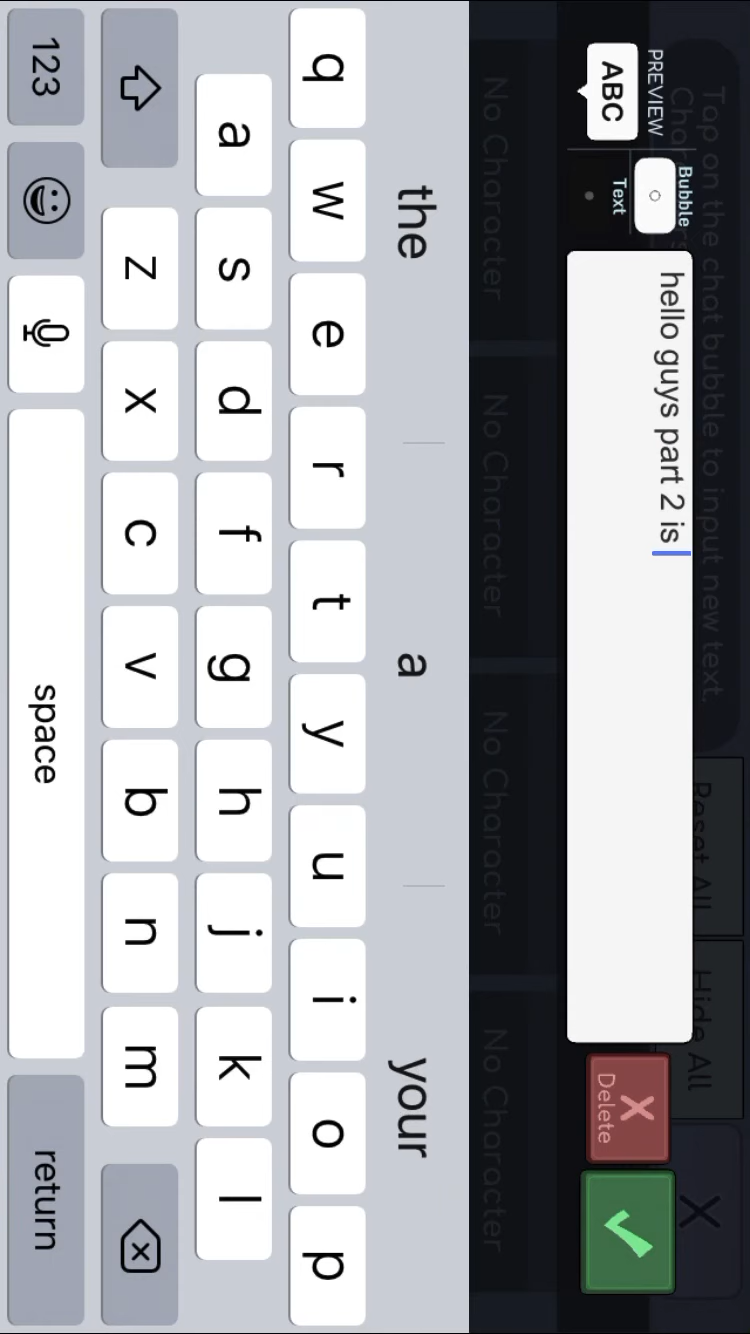 Tap on the chat bubble to input new text.
Reset All
Hide All
X
PREVIEW
ABC
Bubble
Text
hello guys part 2 is
X
Delete
No Character
No Character
No Character
No Character
the
a
your
q w e r t y u i o p
a s d f g h j k l
z x c v b n m
123
space
return